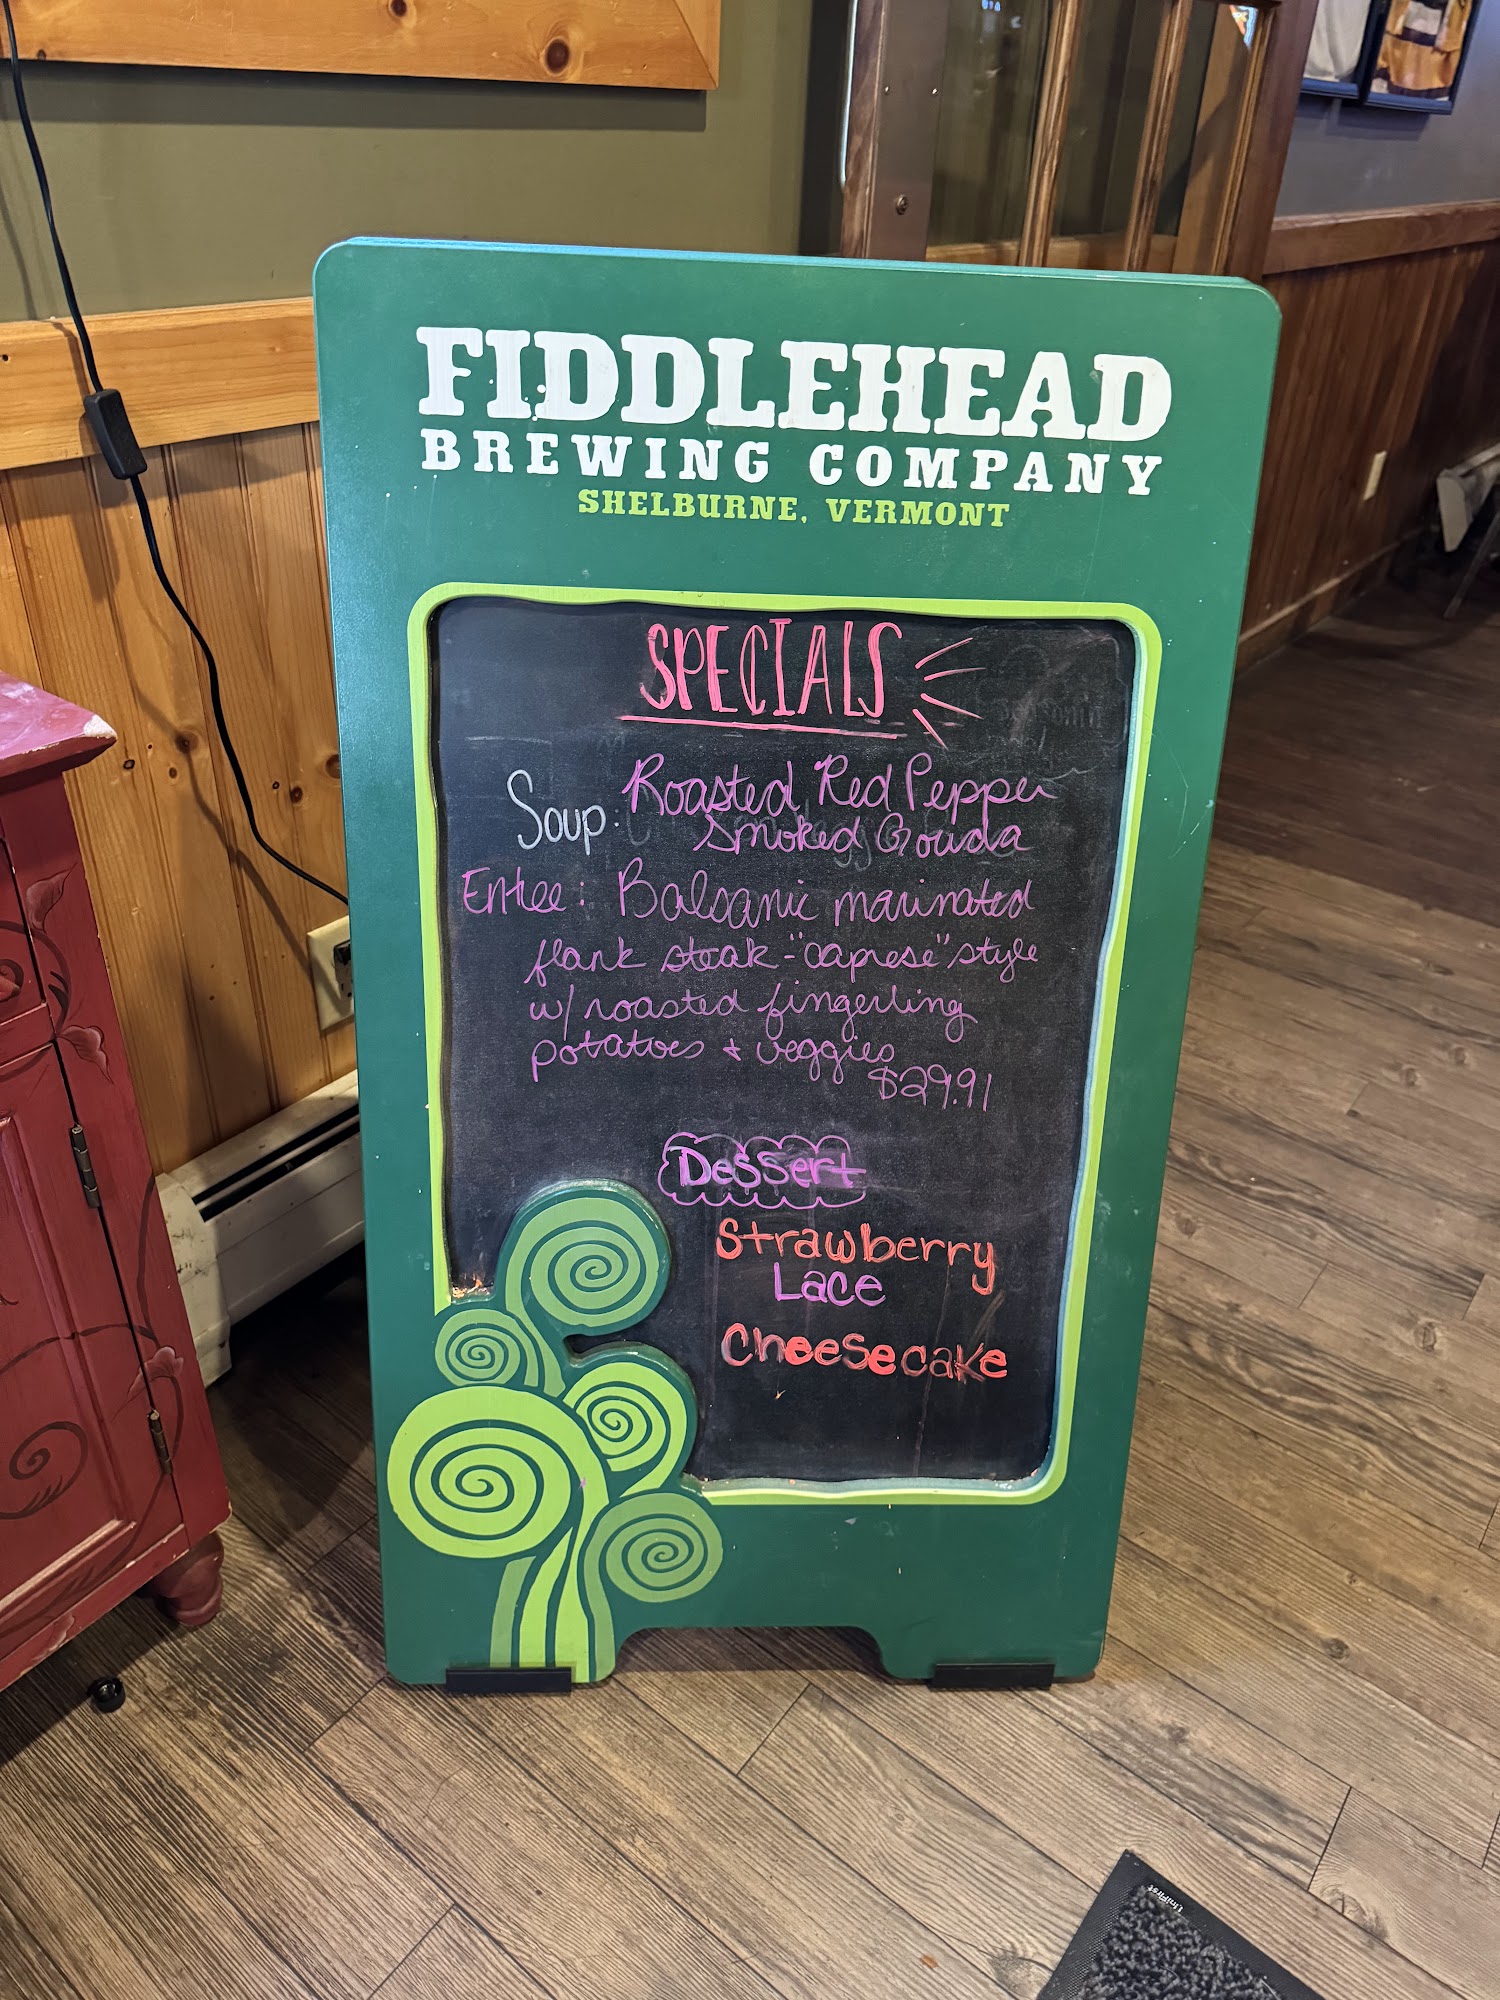 FIDDLEHEAD
BREWING COMPANY
SHELBURNE, VERMONT
SPECIALS
Soup: Roasted Red Pepper
Smoked Gouda
Entree: Balsamic marinated
flank steak - "caprese" style
w/ roasted fingerling
potatoes + veggies
$29.91
Dessert
Strawberry
Lace
Cheesecake
UniFirst